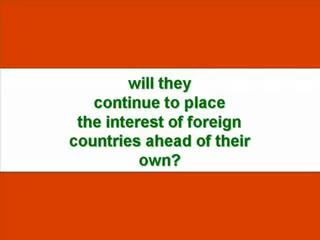 will they
continue to place
the interest of foreign
countries ahead of their
own?